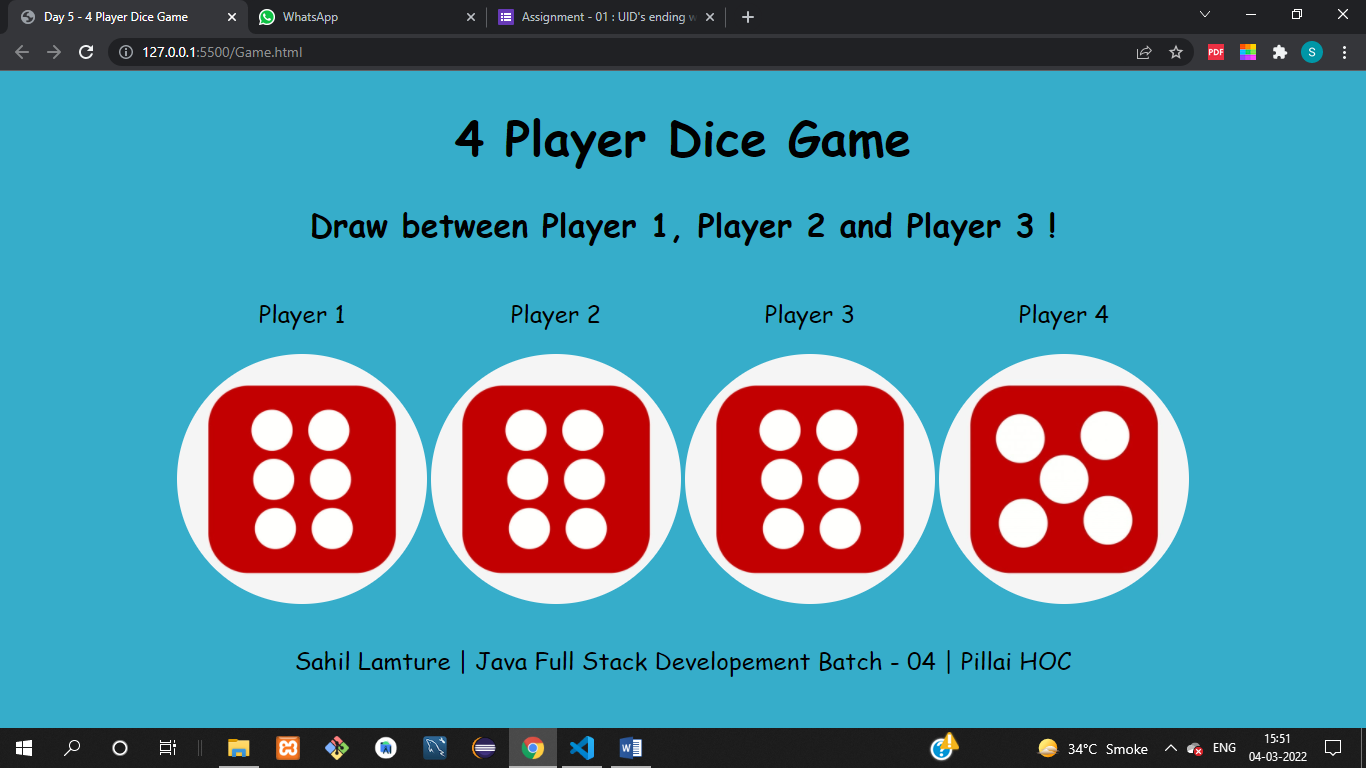 Day 5 - 4 Player Dice Game
WhatsApp
Assignment - 01 : UID's ending w
127.0.0.1:5500/Game.html
PDF
S
4 Player Dice Game
Draw between Player 1, Player 2 and Player 3 !
Player 1
Player 2
Player 3
Player 4
Sahil Lamture | Java Full Stack Developement Batch - 04 | Pillai HOC
34°C Smoke
ENG
15:51
04-03-2022